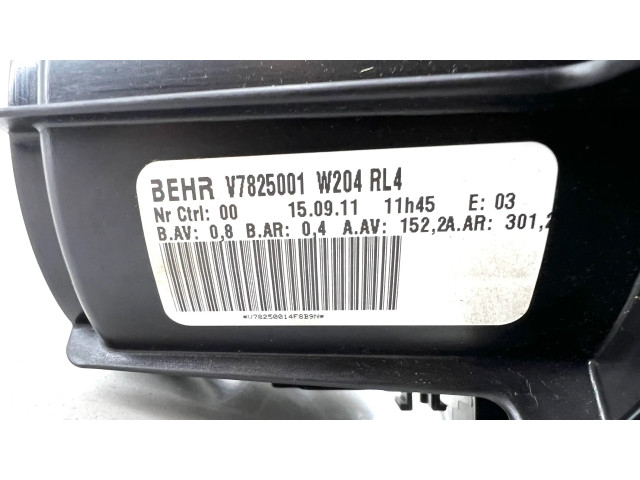 BEHR V7825001 W204 RL4
Nr Ctrl: 00 15.09.11 11h45 E: 03
B.AV: 0,8 B.AR: 0,4 A.AV: 152,2A.AR: 301,2
*V78250014F8B9N*